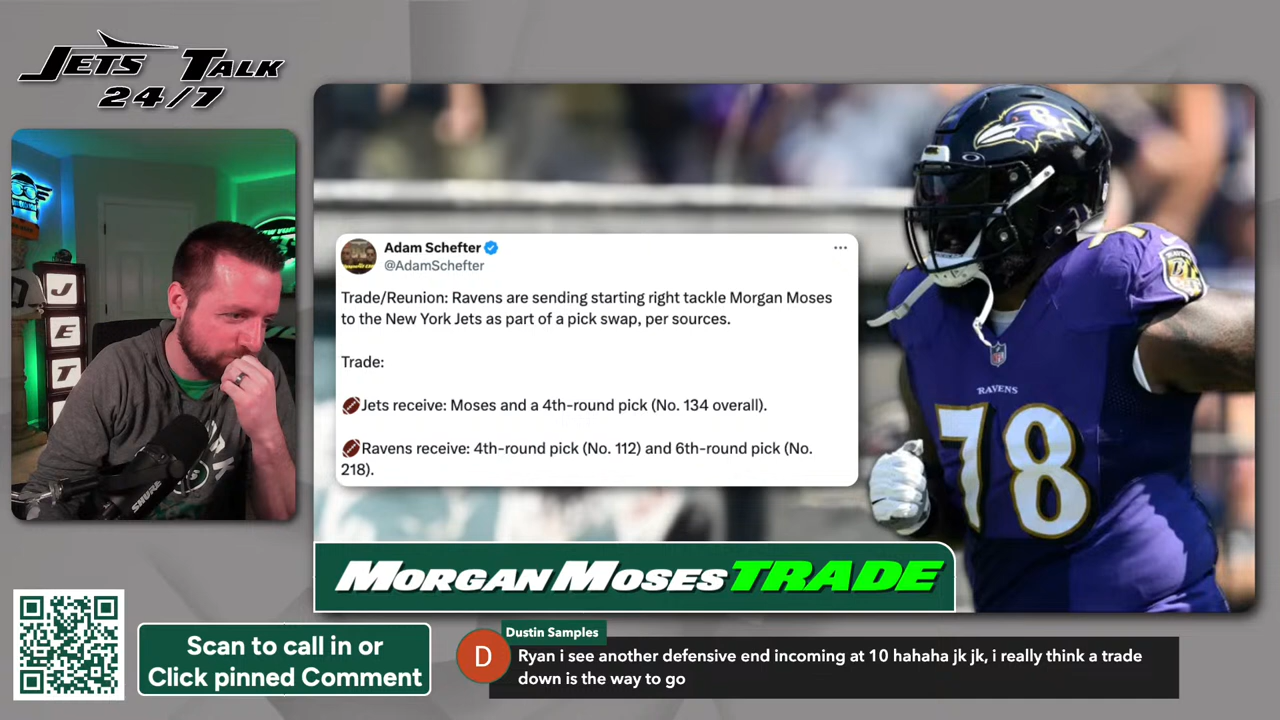 JETS TALK
24/7
J
E
T
Adam Schefter
@AdamSchefter
Trade/Reunion: Ravens are sending starting right tackle Morgan Moses
to the New York Jets as part of a pick swap, per sources.
Trade:
🏈Jets receive: Moses and a 4th-round pick (No. 134 overall).
🏈Ravens receive: 4th-round pick (No. 112) and 6th-round pick (No.
218).
RAVENS
78
SHURE
MORGAN MOSES TRADE
Scan to call in or
Click pinned Comment
Dustin Samples
D
Ryan i see another defensive end incoming at 10 hahaha jk jk, i really think a trade
down is the way to go